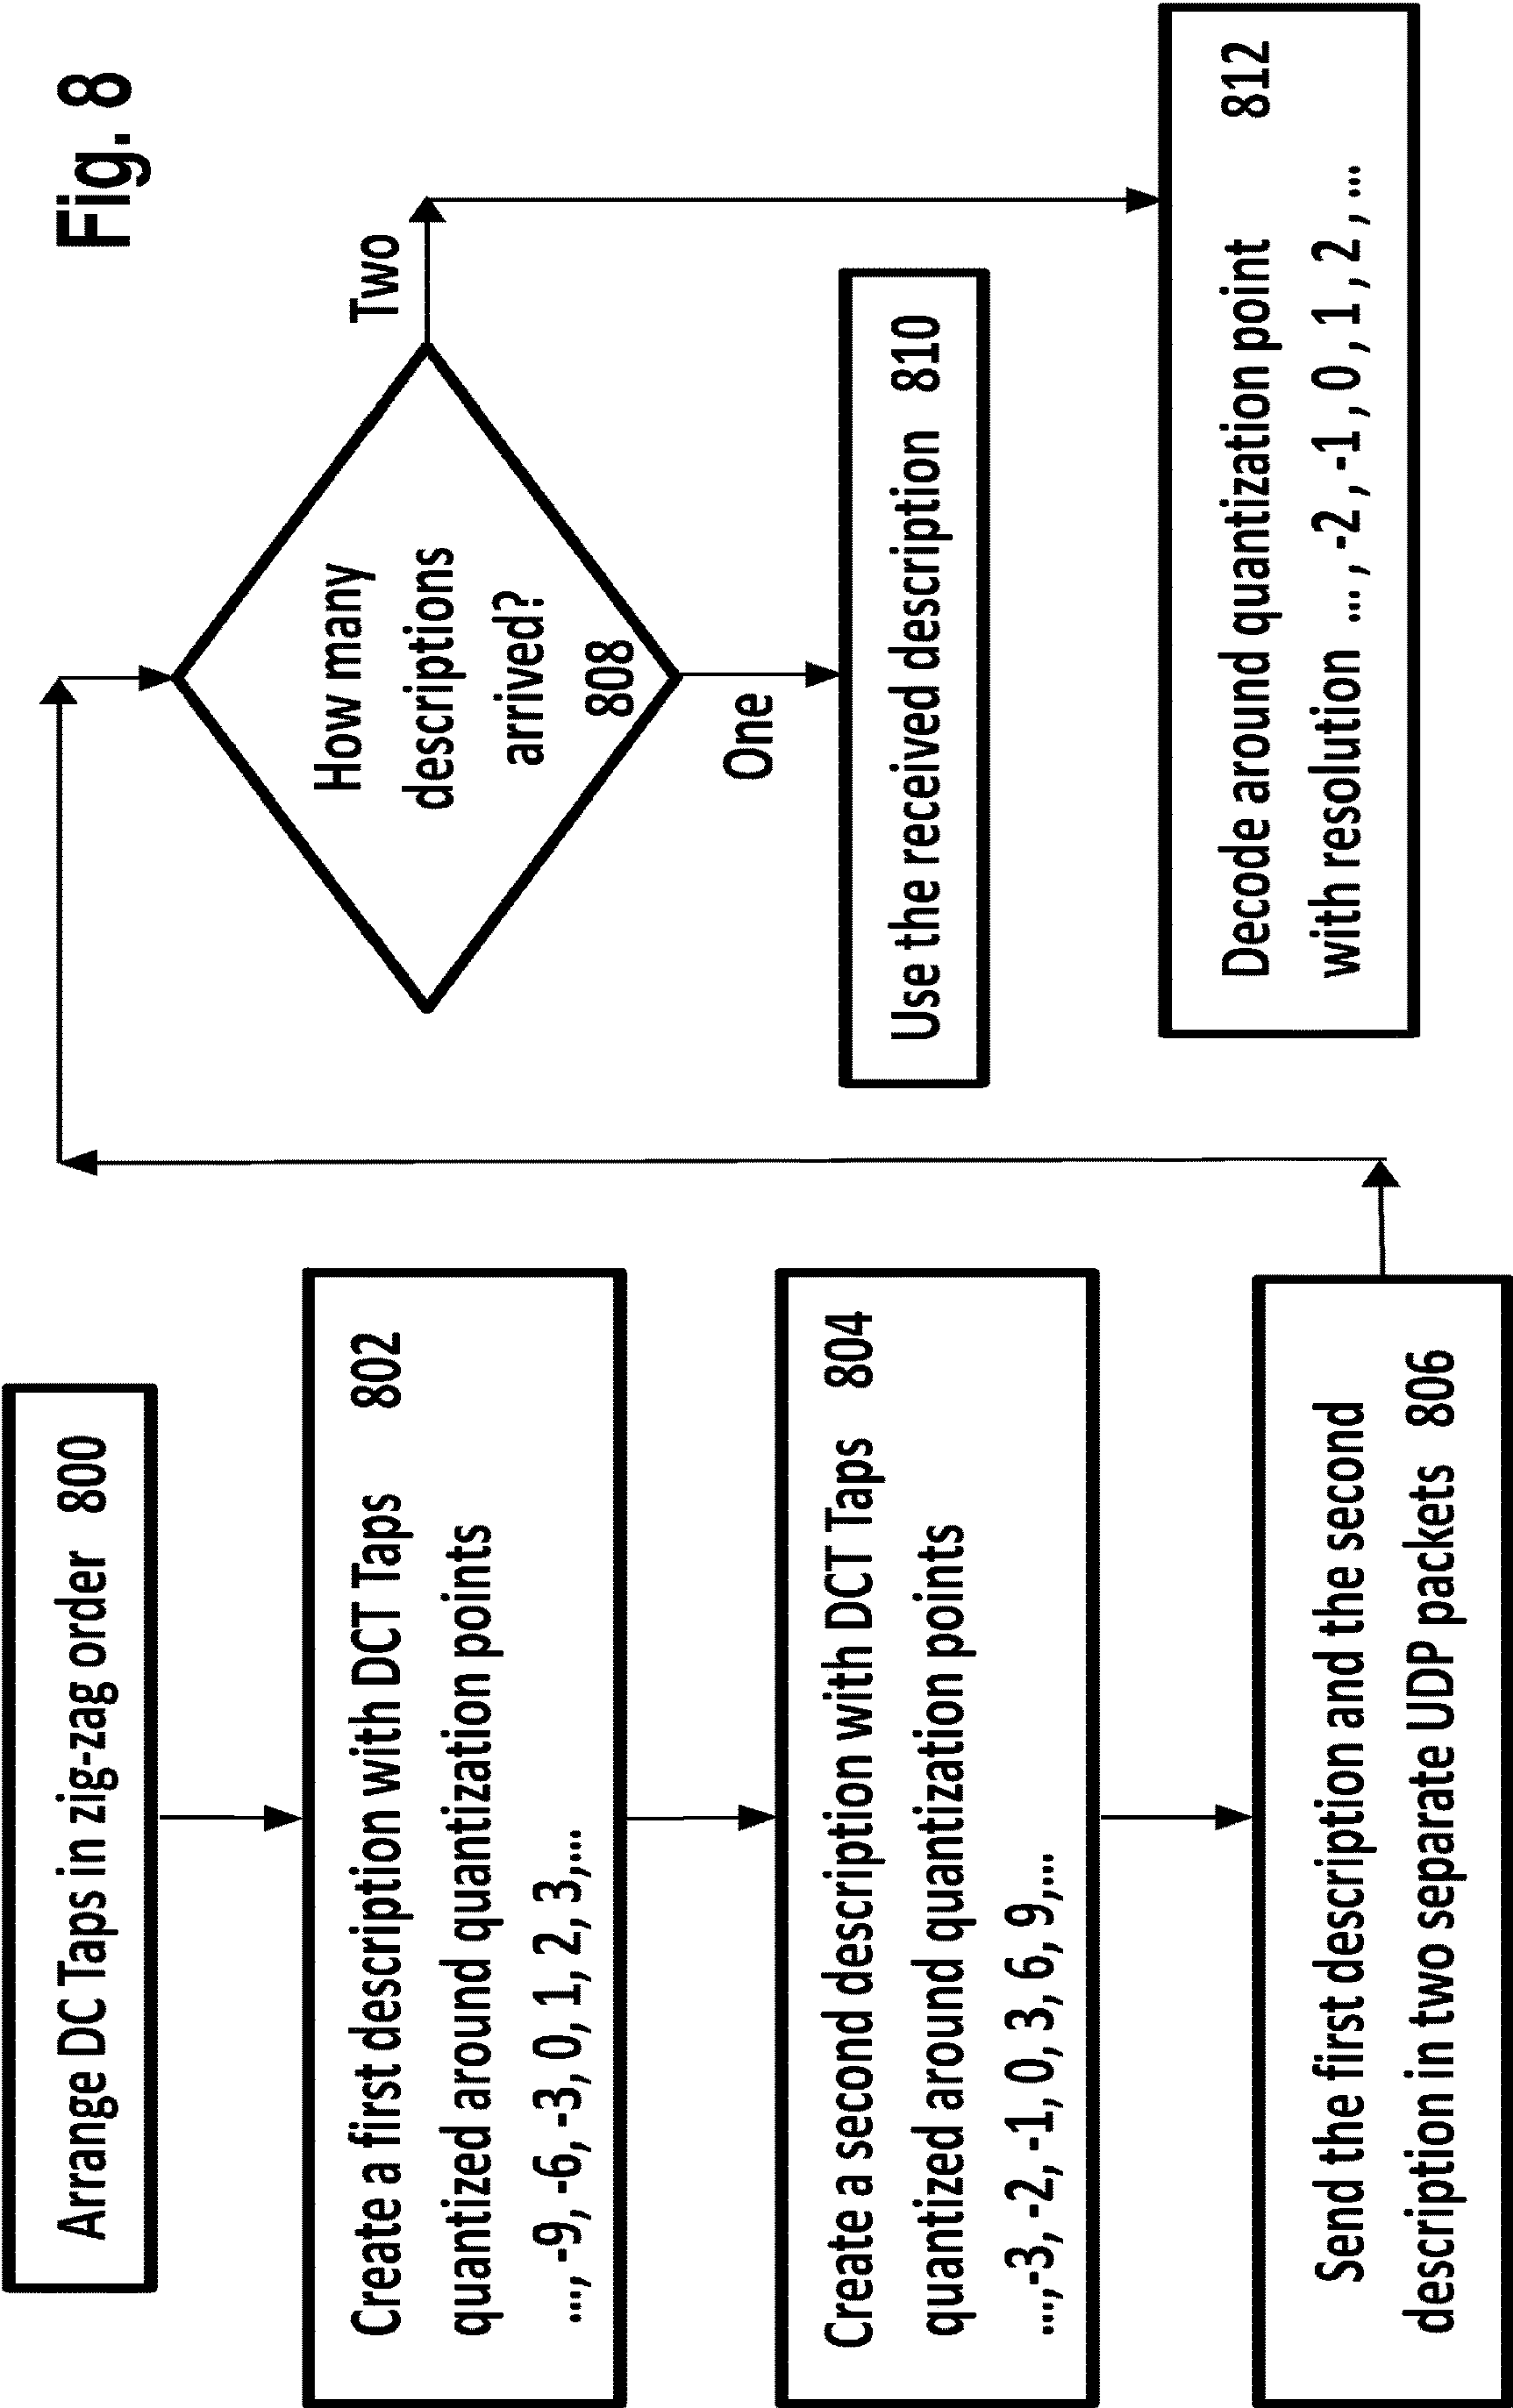 Fig. 8
Arrange DC Taps in zig-zag order 800
Create a first description with DCT Taps 802
quantized around quantization points
..., -9, -6, -3, 0, 1, 2, 3,...
Create a second description with DCT Taps 804
quantized around quantization points
...,-3, -2, -1, 0, 3, 6, 9,...
Send the first description and the second
description in two separate UDP packets 806
How many
descriptions
arrived?
808
Two
One
Use the received description 810
Decode around quantization point 812
with resolution ... , -2 , -1 , 0 , 1 , 2 , ...